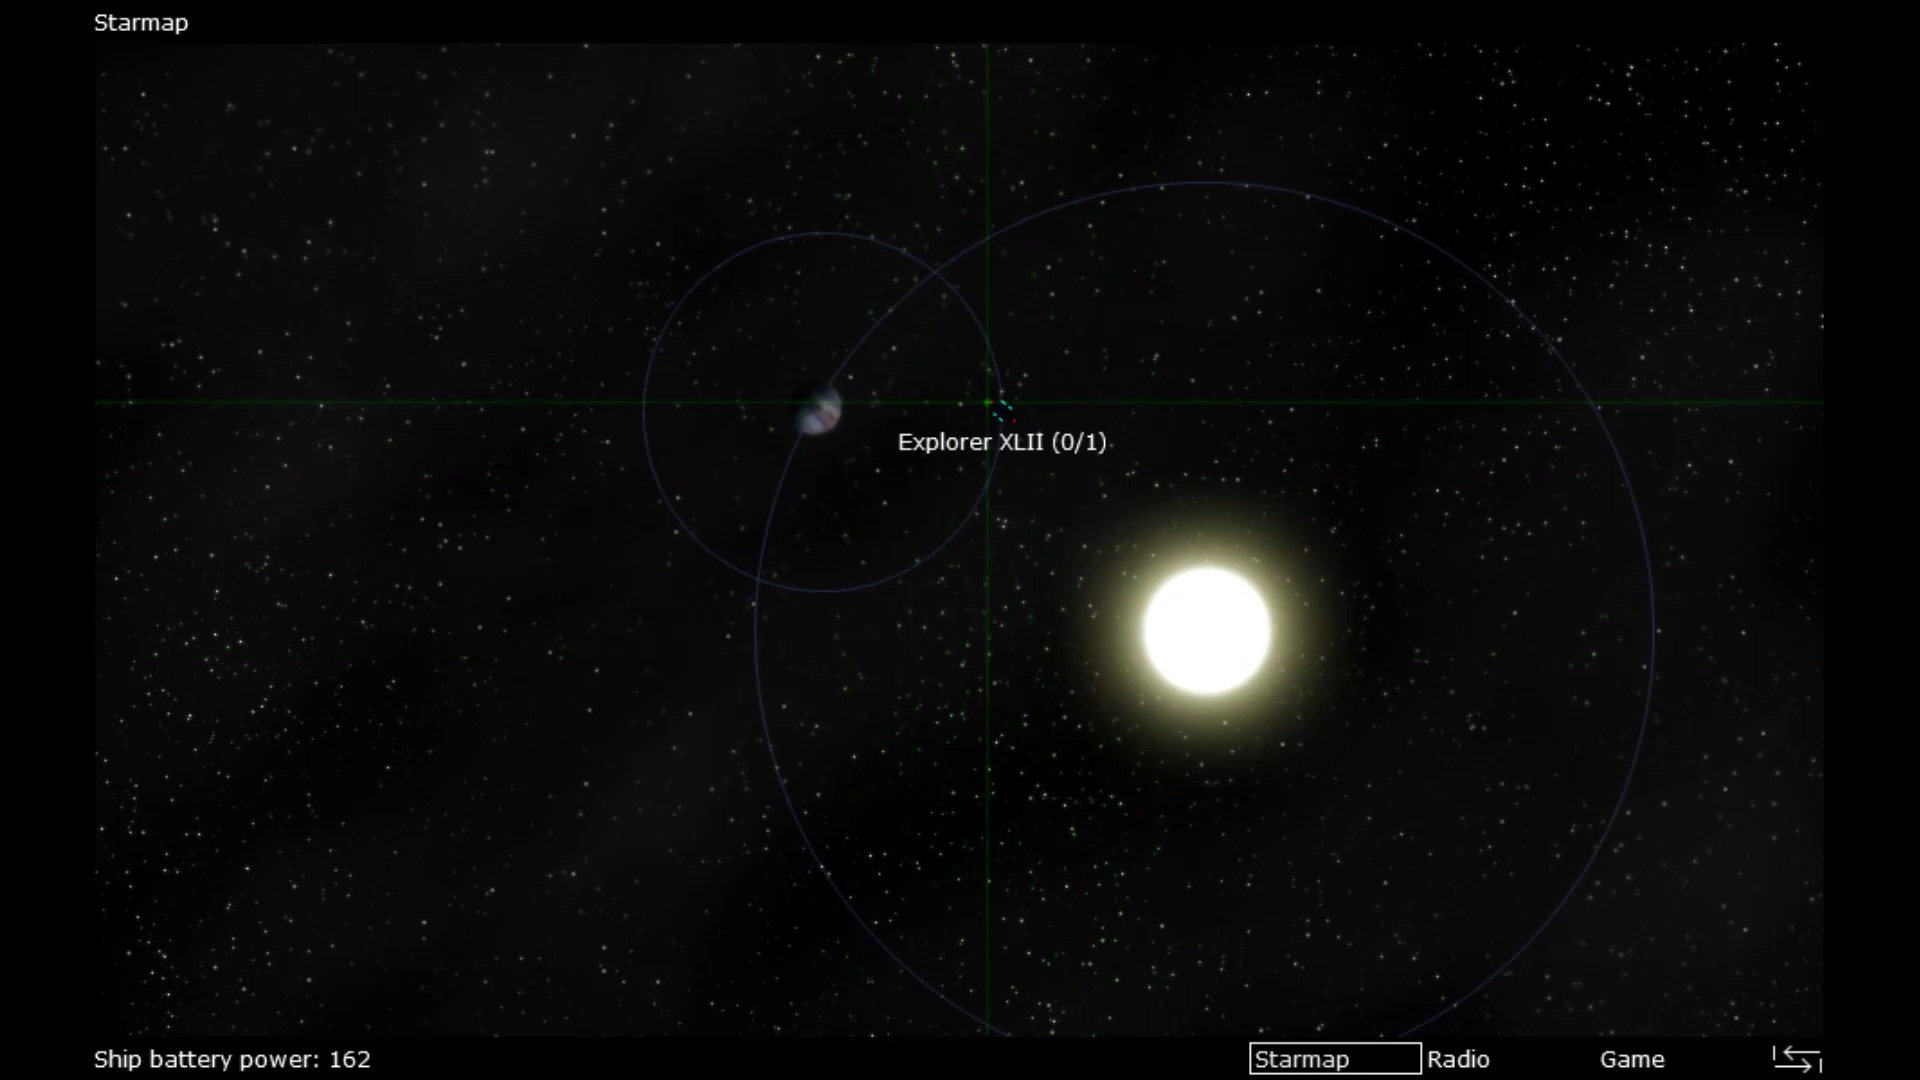 Starmap
Explorer XLII (0/1)
Ship battery power: 162
Starmap
Radio
Game